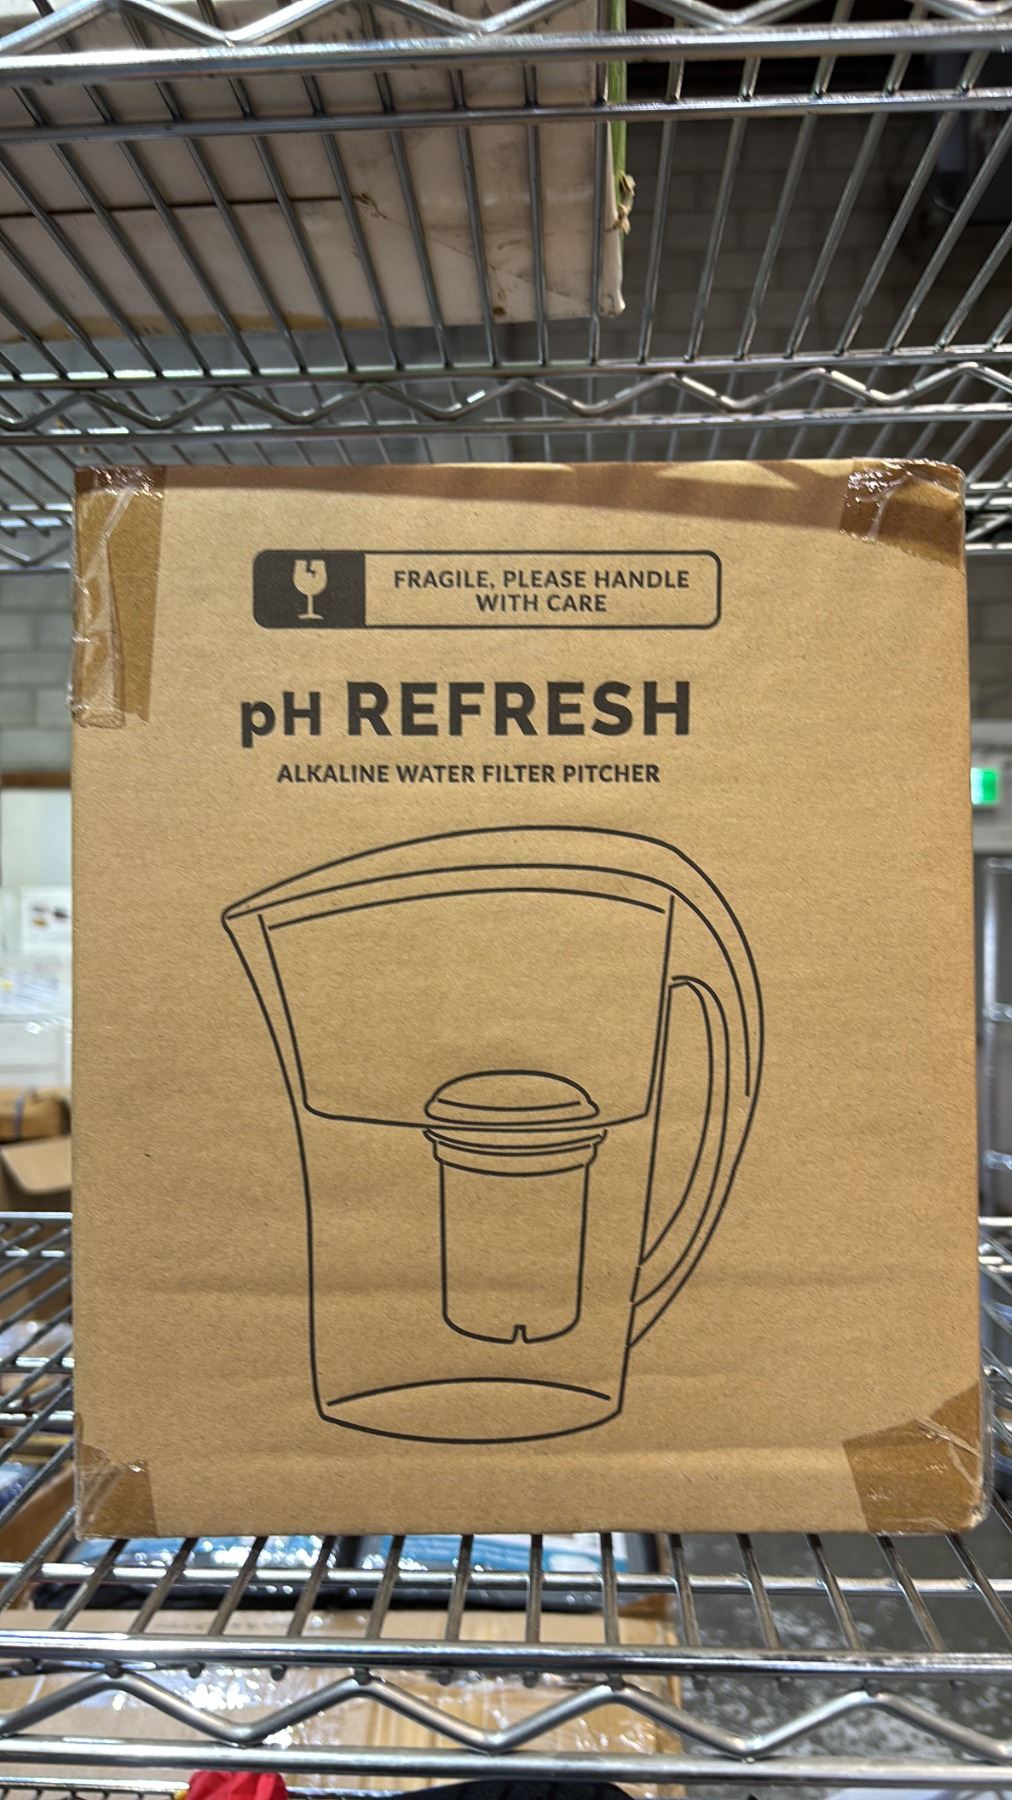 FRAGILE, PLEASE HANDLE
WITH CARE
pH REFRESH
ALKALINE WATER FILTER PITCHER